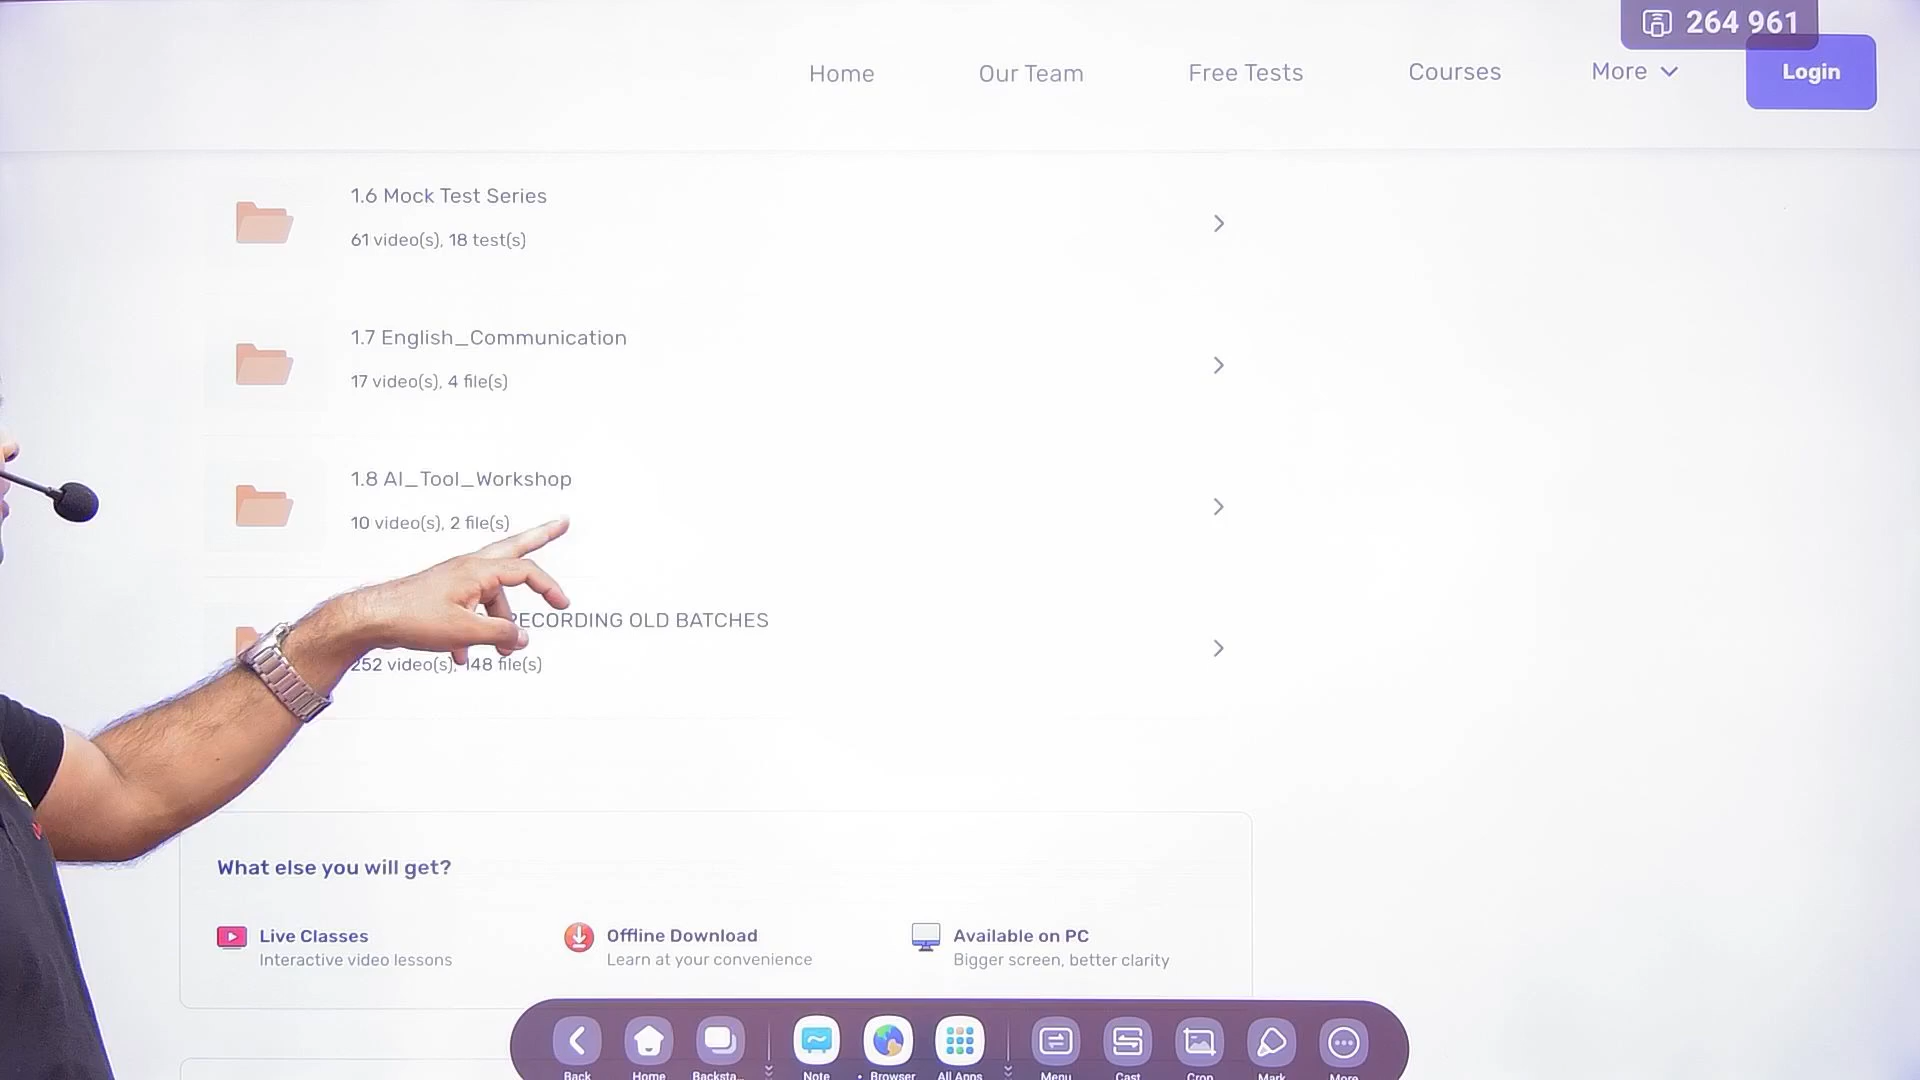 264 961
Home Our Team Free Tests Courses More Login
1.6 Mock Test Series
61 video(s), 18 test(s)
1.7 English_Communication
17 video(s), 4 file(s)
1.8 AI_Tool_Workshop
10 video(s), 2 file(s)
RECORDING OLD BATCHES
252 video(s), 148 file(s)
What else you will get?
Live Classes
Interactive video lessons
Offline Download
Learn at your convenience
Available on PC
Bigger screen, better clarity
Back Home Backsta... Note Browser All Apps Menu Cast Crop Mark More